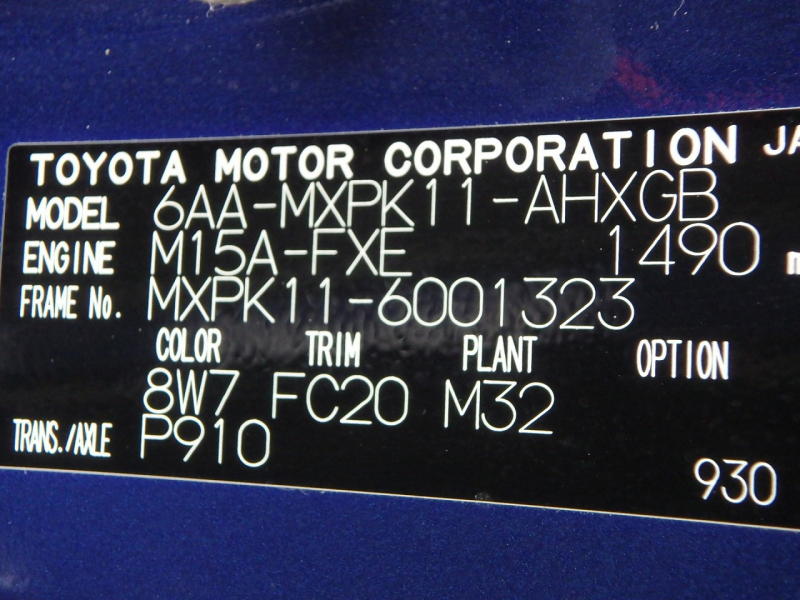 TOYOTA MOTOR CORPORATION JA
MODEL 6AA-MXPK11-AHXGB
ENGINE M15A-FXE 1490 m
FRAME No. MXPK11-6001323
COLOR TRIM PLANT OPTION
8W7 FC20 M32
TRANS./AXLE P910
930